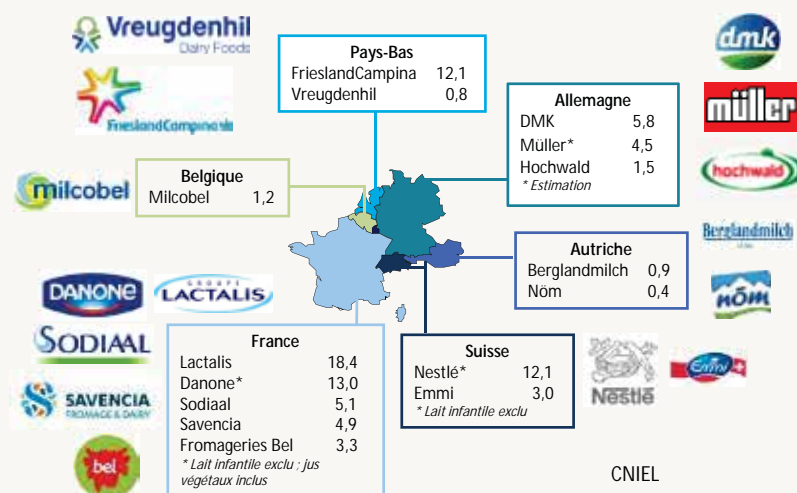 Vreugdenhil
Dairy Foods
FrieslandCampina
Pays-Bas
FrieslandCampina 12,1
Vreugdenhil 0,8
dmk
müller
Allemagne
DMK 5,8
Müller* 4,5
Hochwald 1,5
* Estimation
hochwald
milcobel
Belgique
Milcobel 1,2
Berglandmilch
Autriche
Berglandmilch 0,9
Nöm 0,4
nöm
DANONE
GROUPE
LACTALIS
SODIAAL
SAVENCIA
FROMAGE & DAIRY
bel
France
Lactalis 18,4
Danone* 13,0
Sodiaal 5,1
Savencia 4,9
Fromageries Bel 3,3
* Lait infantile exclu ; jus
végétaux inclus
Suisse
Nestlé* 12,1
Emmi 3,0
* Lait infantile exclu
Nestlé
Emmi
CNIEL